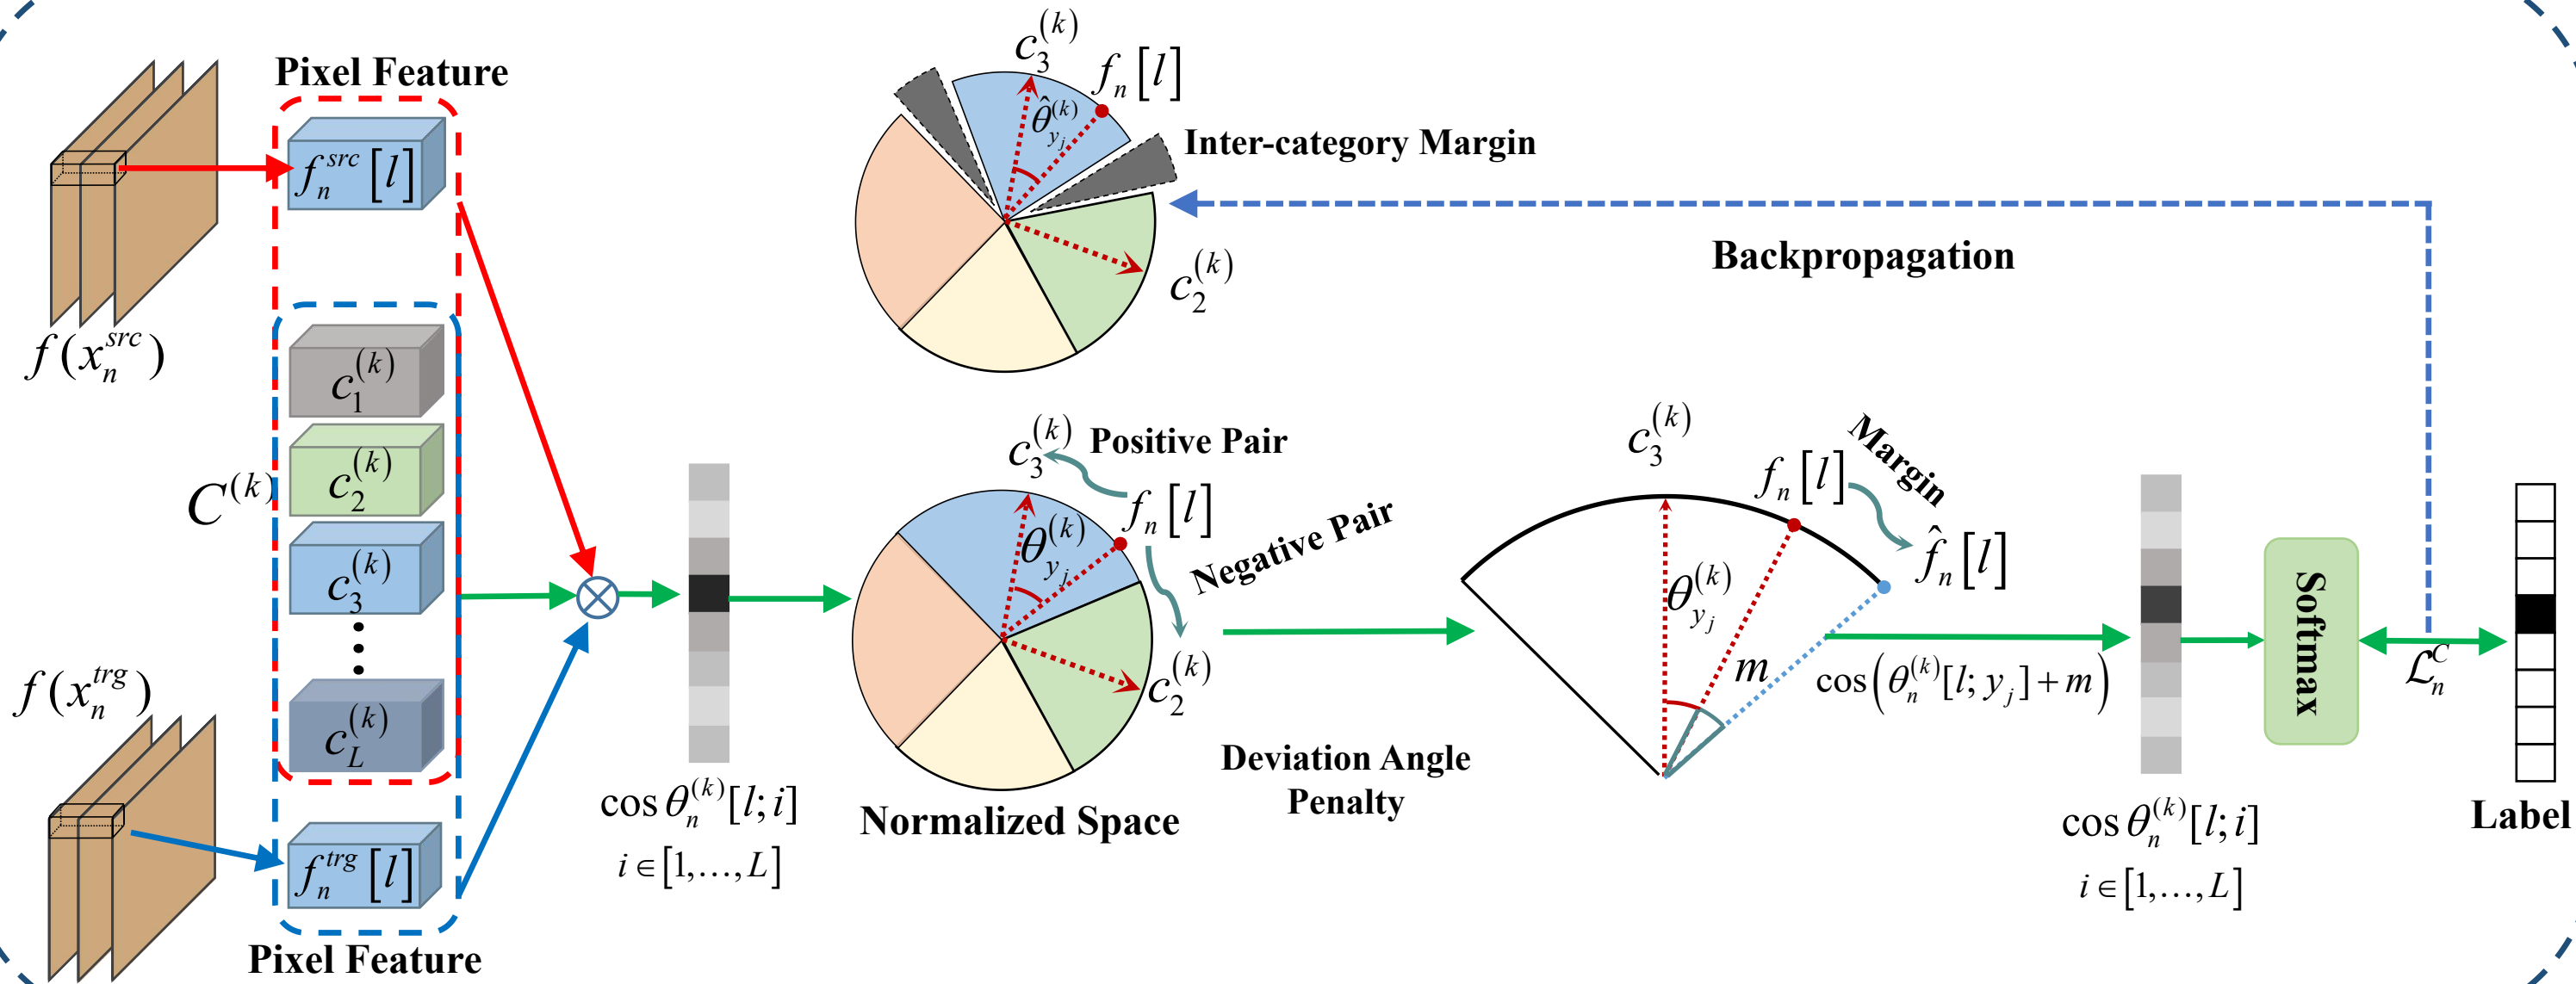 Pixel Feature
f_n^{src}[l]
f(x_n^{src})
C^{(k)}
c_1^{(k)}
c_2^{(k)}
c_3^{(k)}
c_L^{(k)}
f(x_n^{trg})
f_n^{trg}[l]
Pixel Feature
cos θ_n^{(k)}[l; i]
i ∈ [1,…,L]
c_3^{(k)}
f_n[l]
θ̂_{y_j}^{(k)}
Inter-category Margin
c_2^{(k)}
Backpropagation
c_3^{(k)}
Positive Pair
f_n[l]
θ_{y_j}^{(k)}
Negative Pair
c_2^{(k)}
Normalized Space
Deviation Angle
Penalty
c_3^{(k)}
f_n[l]
Margin
f̂_n[l]
θ_{y_j}^{(k)}
m
cos(θ_n^{(k)}[l; y_j]+m)
cos θ_n^{(k)}[l; i]
i ∈ [1,…,L]
Softmax
ℒ_n^C
Label